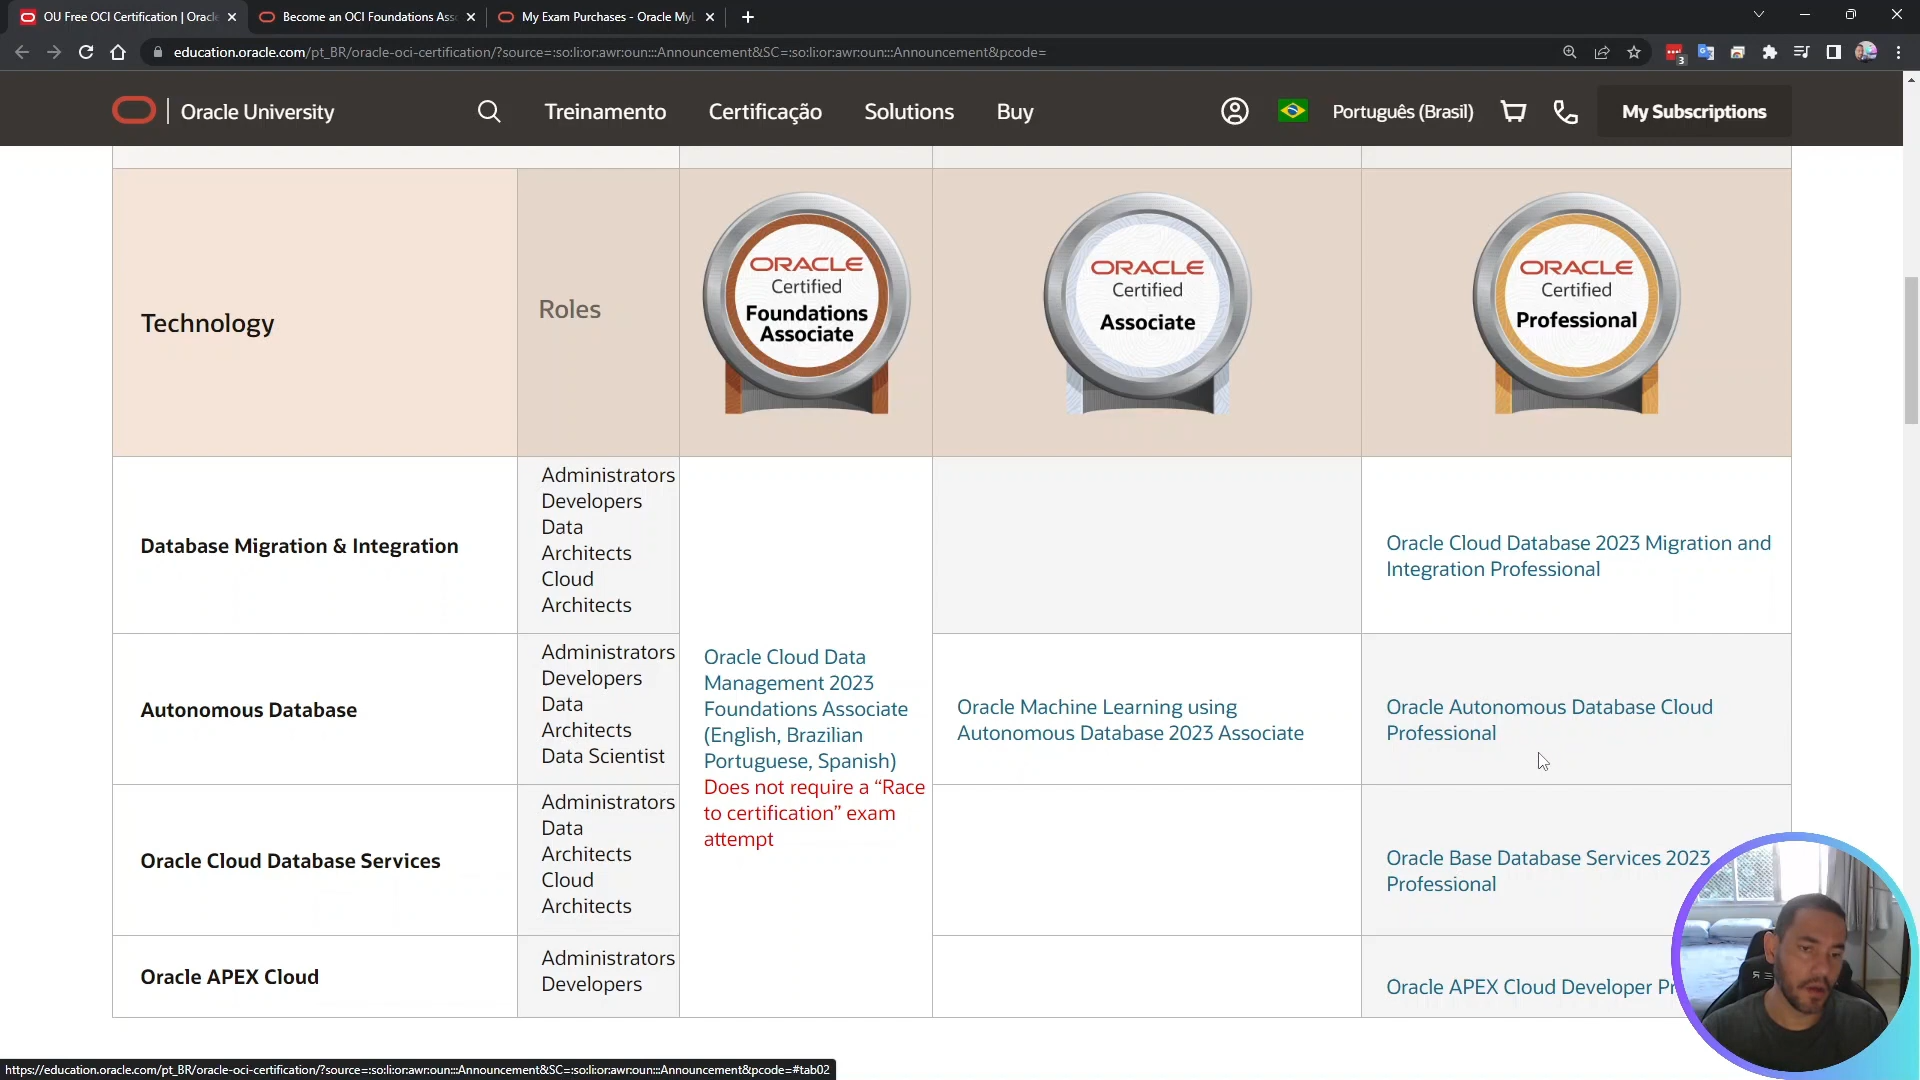 OU Free OCI Certification | Oracle
Become an OCI Foundations Asso
My Exam Purchases - Oracle MyL
education.oracle.com/pt_BR/oracle-oci-certification/?source=:so:li:or:awr:oun:::Announcement&SC=:so:li:or:awr:oun:::Announcement&pcode=
3
Oracle University
Treinamento
Certificação
Solutions
Buy
Português (Brasil)
My Subscriptions
Technology
Roles
ORACLE
Certified
Foundations
Associate
ORACLE
Certified
Associate
ORACLE
Certified
Professional
Database Migration & Integration
Administrators
Developers
Data
Architects
Cloud
Architects
Oracle Cloud Database 2023 Migration and
Integration Professional
Autonomous Database
Administrators
Developers
Data
Architects
Data Scientist
Oracle Cloud Data
Management 2023
Foundations Associate
(English, Brazilian
Portuguese, Spanish)
Does not require a “Race
to certification” exam
attempt
Oracle Machine Learning using
Autonomous Database 2023 Associate
Oracle Autonomous Database Cloud
Professional
Oracle Cloud Database Services
Administrators
Data
Architects
Cloud
Architects
Oracle Base Database Services 2023
Professional
Oracle APEX Cloud
Administrators
Developers
Oracle APEX Cloud Developer Pr
https://education.oracle.com/pt_BR/oracle-oci-certification/?source=:so:li:or:awr:oun:::Announcement&SC=:so:li:or:awr:oun:::Announcement&pcode=#tab02